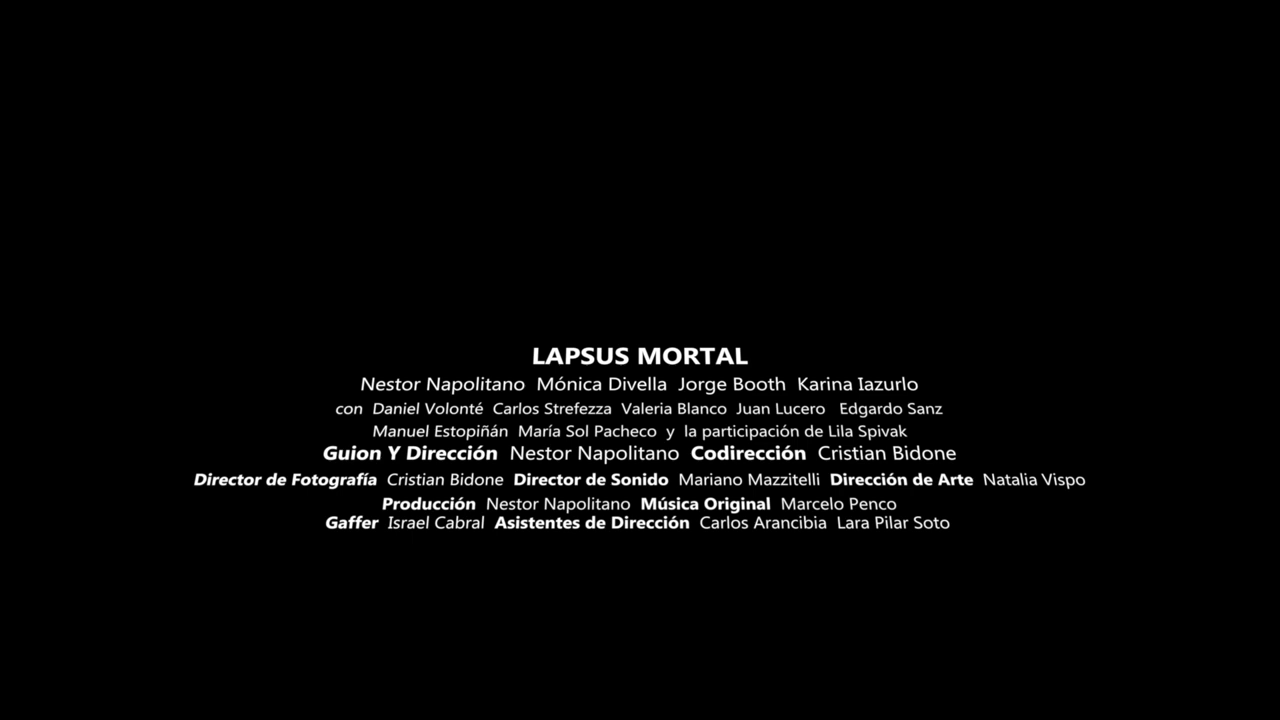 LAPSUS MORTAL
Nestor Napolitano Mónica Divella Jorge Booth Karina Iazurlo
con Daniel Volonté Carlos Strefezza Valeria Blanco Juan Lucero Edgardo Sanz
Manuel Estopiñán María Sol Pacheco y la participación de Lila Spivak
Guion Y Dirección Nestor Napolitano Codirección Cristian Bidone
Director de Fotografía Cristian Bidone Director de Sonido Mariano Mazzitelli Dirección de Arte Natalia Vispo
Producción Nestor Napolitano Música Original Marcelo Penco
Gaffer Israel Cabral Asistentes de Dirección Carlos Arancibia Lara Pilar Soto